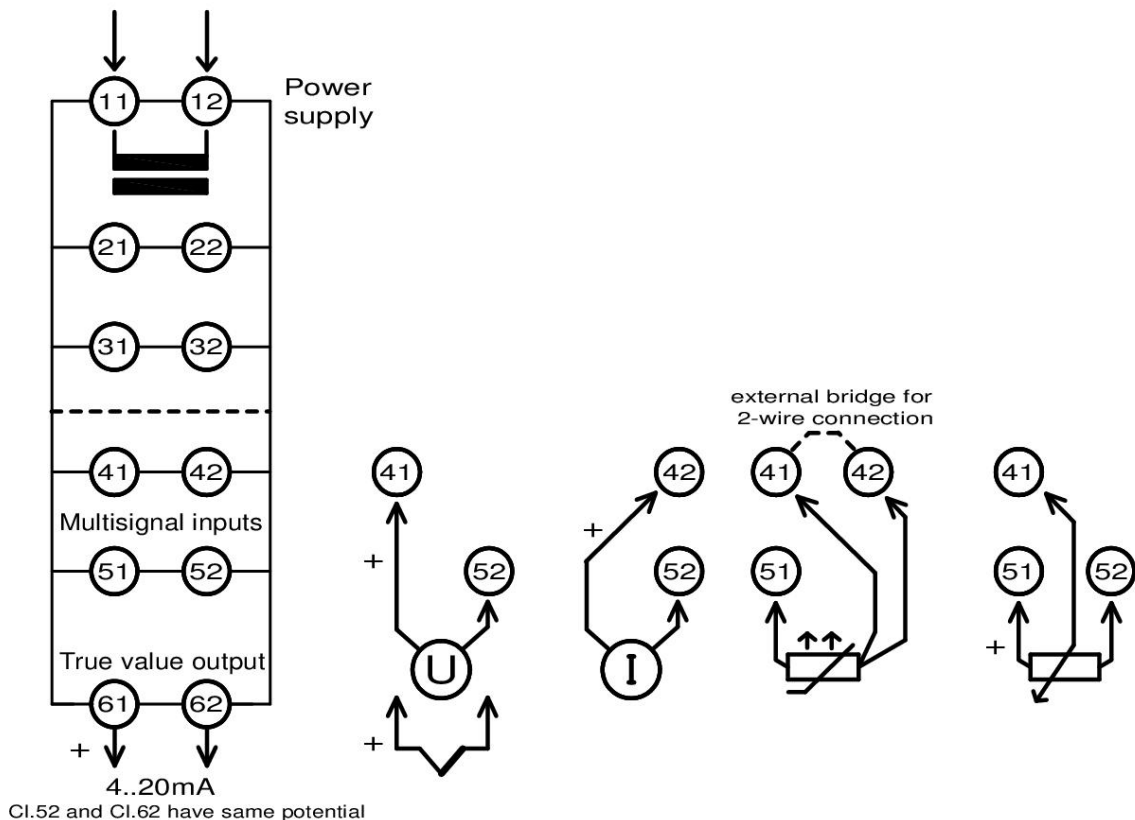 11 12
Power
supply
21 22
31 32
external bridge for
2-wire connection
41 42 41 42 41 42 41
Multisignal inputs
+
+
51 52 52 52 51 51 52
+
True value output
U I
61 62
+
+
4..20mA
Cl.52 and Cl.62 have same potential